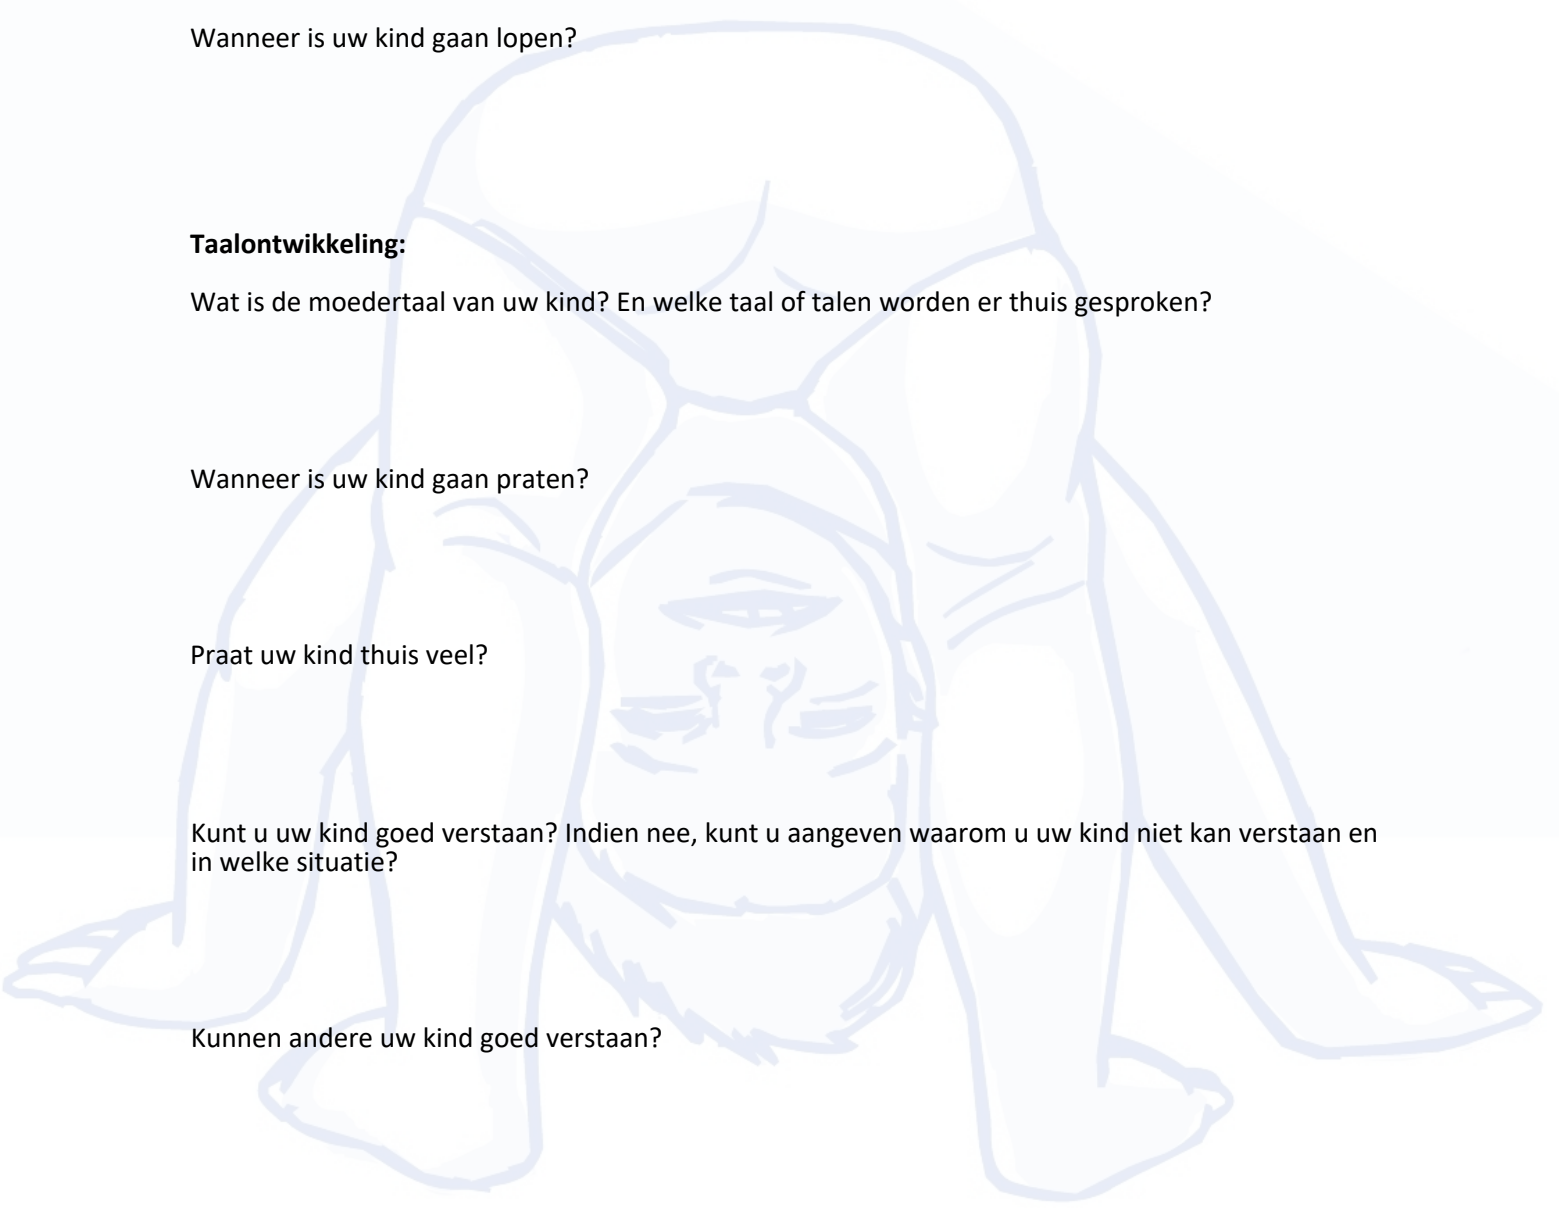 Wanneer is uw kind gaan lopen?
Taalontwikkeling:
Wat is de moedertaal van uw kind? En welke taal of talen worden er thuis gesproken?
Wanneer is uw kind gaan praten?
Praat uw kind thuis veel?
Kunt u uw kind goed verstaan? Indien nee, kunt u aangeven waarom u uw kind niet kan verstaan en
in welke situatie?
Kunnen andere uw kind goed verstaan?